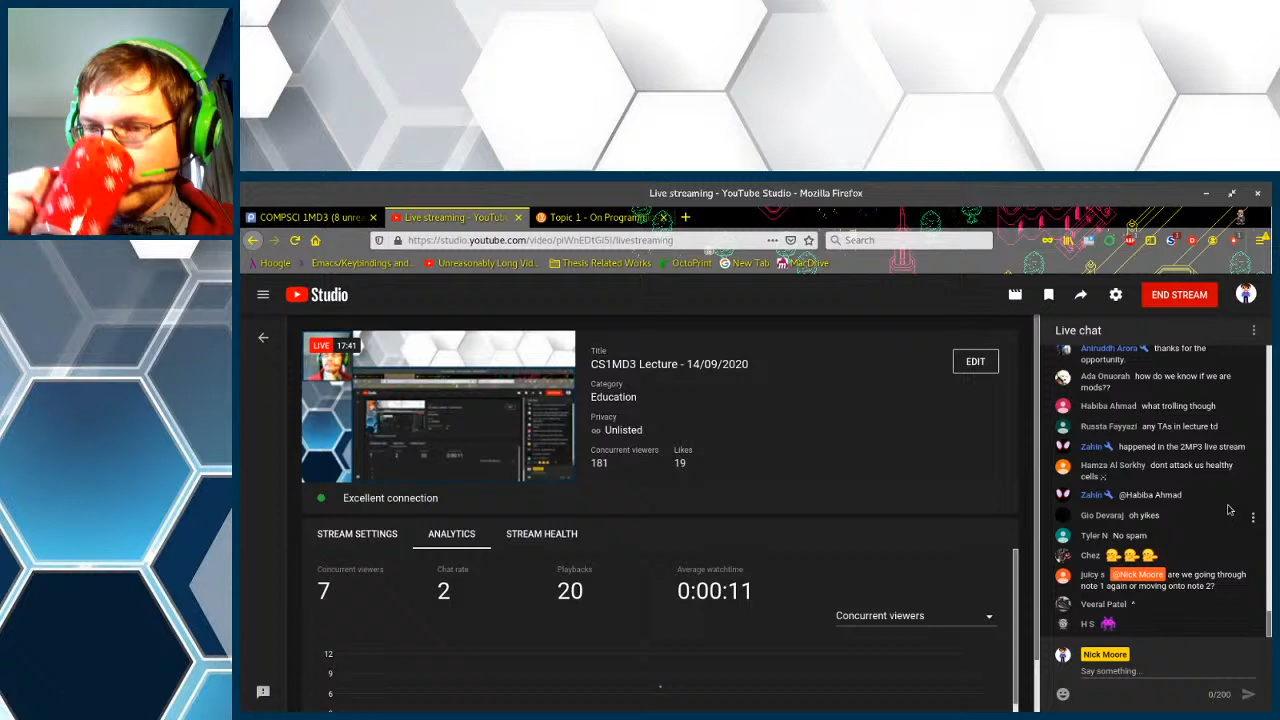 Live streaming - YouTube Studio - Mozilla Firefox
COMPSCI 1MD3 (8 unre
Live streaming - YouTube
Topic 1 - On Program
https://studio.youtube.com/video/piWnEDtGi5I/livestreaming
Search
Hoogle
Emacs/Keybindings and...
Unreasonably Long Vid...
Thesis Related Works
OctoPrint
New Tab
MacDrive
Studio
END STREAM
LIVE 17:41
Title
CS1MD3 Lecture - 14/09/2020
EDIT
Category
Education
Privacy
Unlisted
Concurrent viewers
Likes
181
19
Excellent connection
STREAM SETTINGS
ANALYTICS
STREAM HEALTH
Concurrent viewers
Chat rate
Playbacks
Average watchtime
7
2
20
0:00:11
Concurrent viewers
12
9
6
Live chat
Aniruddh Arora thanks for the
opportunity.
Ada Onuorah how do we know if we are
mods??
Habiba Ahmad what trolling though
Russta Fayyazi any TAs in lecture td
Zahin happened in the 2MP3 live stream
Hamza Al Sorkhy dont attack us healthy
cells ;;
Zahin @Habiba Ahmad
Gio Devaraj oh yikes
Tyler N No spam
Chez
juicy s @Nick Moore are we going through
note 1 again or moving onto note 2?
Veeral Patel ^
H S
Nick Moore
Say something...
0/200